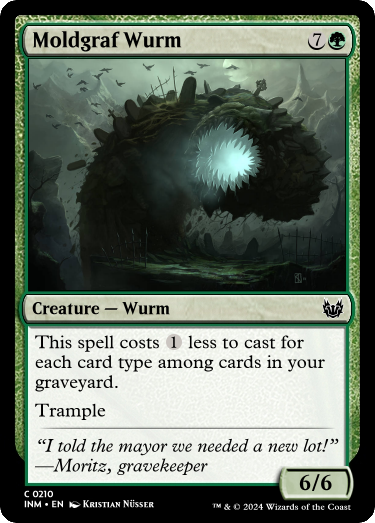 Moldgraf Wurm 7
Creature — Wurm
This spell costs 1 less to cast for
each card type among cards in your
graveyard.
Trample
“I told the mayor we needed a new lot!”
—Moritz, gravekeeper
6/6
C 0210
INM • EN Kristian Nüsser
™ & © 2024 Wizards of the Coast